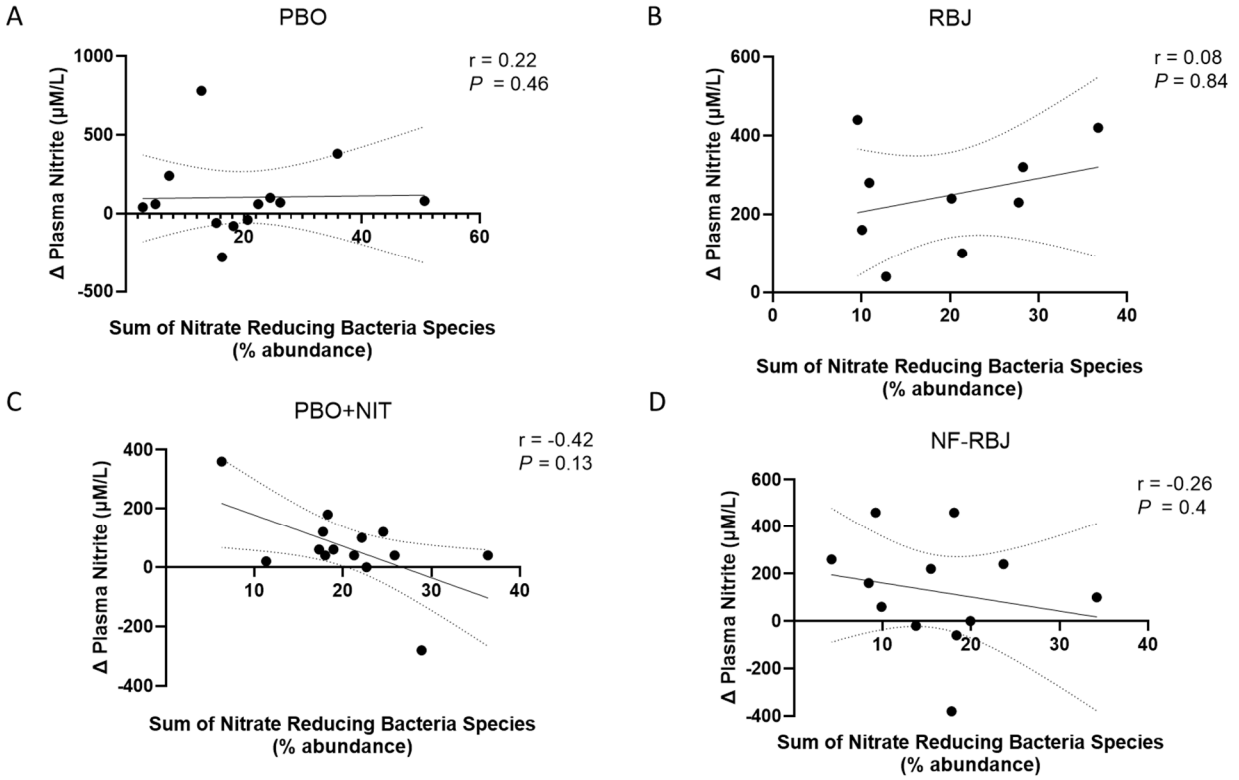 A
PBO
r = 0.22
P = 0.46
Δ Plasma Nitrite (µM/L)
1000
500
0
-500
20
40
60
Sum of Nitrate Reducing Bacteria Species
(% abundance)
B
RBJ
r = 0.08
P = 0.84
Δ Plasma Nitrite (µM/L)
600
400
200
0
0
10
20
30
40
Sum of Nitrate Reducing Bacteria Species
(% abundance)
C
PBO+NIT
r = -0.42
P = 0.13
Δ Plasma Nitrite (µM/L)
400
200
0
-200
-400
10
20
30
40
Sum of Nitrate Reducing Bacteria Species
(% abundance)
D
NF-RBJ
r = -0.26
P = 0.4
Δ Plasma Nitrite (µM/L)
600
400
200
0
-200
-400
10
20
30
40
Sum of Nitrate Reducing Bacteria Species
(% abundance)